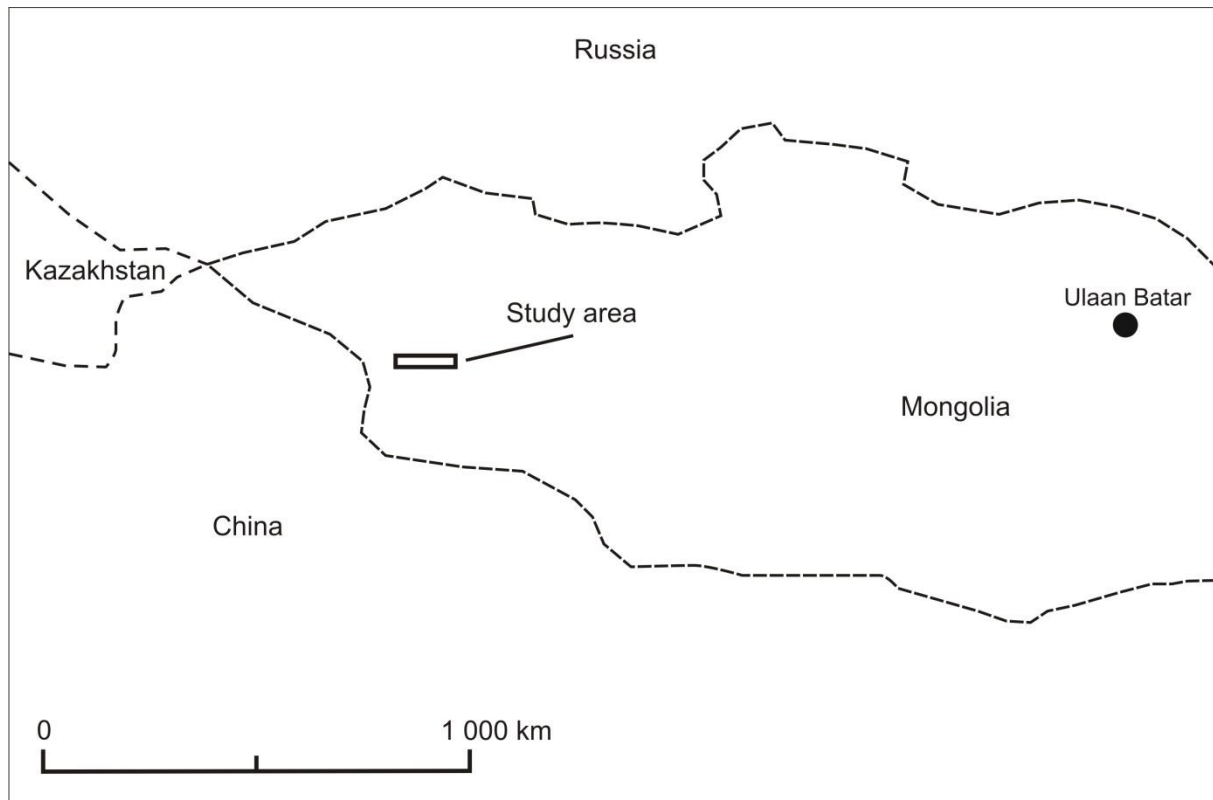 Russia
Kazakhstan
Ulaan Batar
Study area
Mongolia
China
0
1 000 km